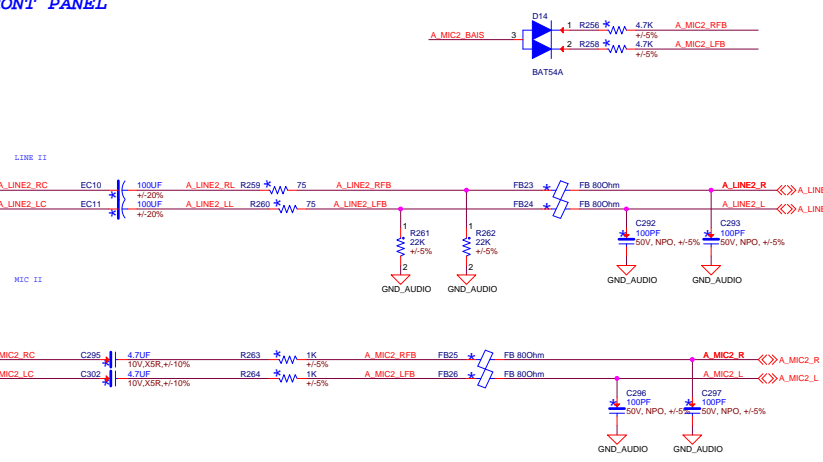 ONT PANEL
D14
A_MIC2_BAIS 3 1 R256 4.7K A_MIC2_RFB
+/-5%
2 R258 4.7K A_MIC2_LFB
+/-5%
BAT54A
LINE II
A_LINE2_RC EC10 100UF A_LINE2_RL R259 75 A_LINE2_RFB FB23 FB 80Ohm A_LINE2_R A_LINE
+/-20%
A_LINE2_LC EC11 100UF A_LINE2_LL R260 75 A_LINE2_LFB FB24 FB 80Ohm A_LINE2_L A_LINE
+/-20%
1 R261 22K +/-5% 2
1 R262 22K +/-5% 2
C292 100PF 50V, NPO, +/-5%
C293 100PF 50V, NPO, +/-5%
GND_AUDIO GND_AUDIO GND_AUDIO GND_AUDIO
MIC II
MIC2_RC C295 4.7UF R263 1K A_MIC2_RFB FB25 FB 80Ohm A_MIC2_R A_MIC2_R
10V,X5R,+/-10% +/-5%
MIC2_LC C302 4.7UF R264 1K A_MIC2_LFB FB26 FB 80Ohm A_MIC2_L A_MIC2_L
10V,X5R,+/-10% +/-5%
C296 100PF 50V, NPO, +/-5%
C297 100PF 50V, NPO, +/-5%
GND_AUDIO GND_AUDIO